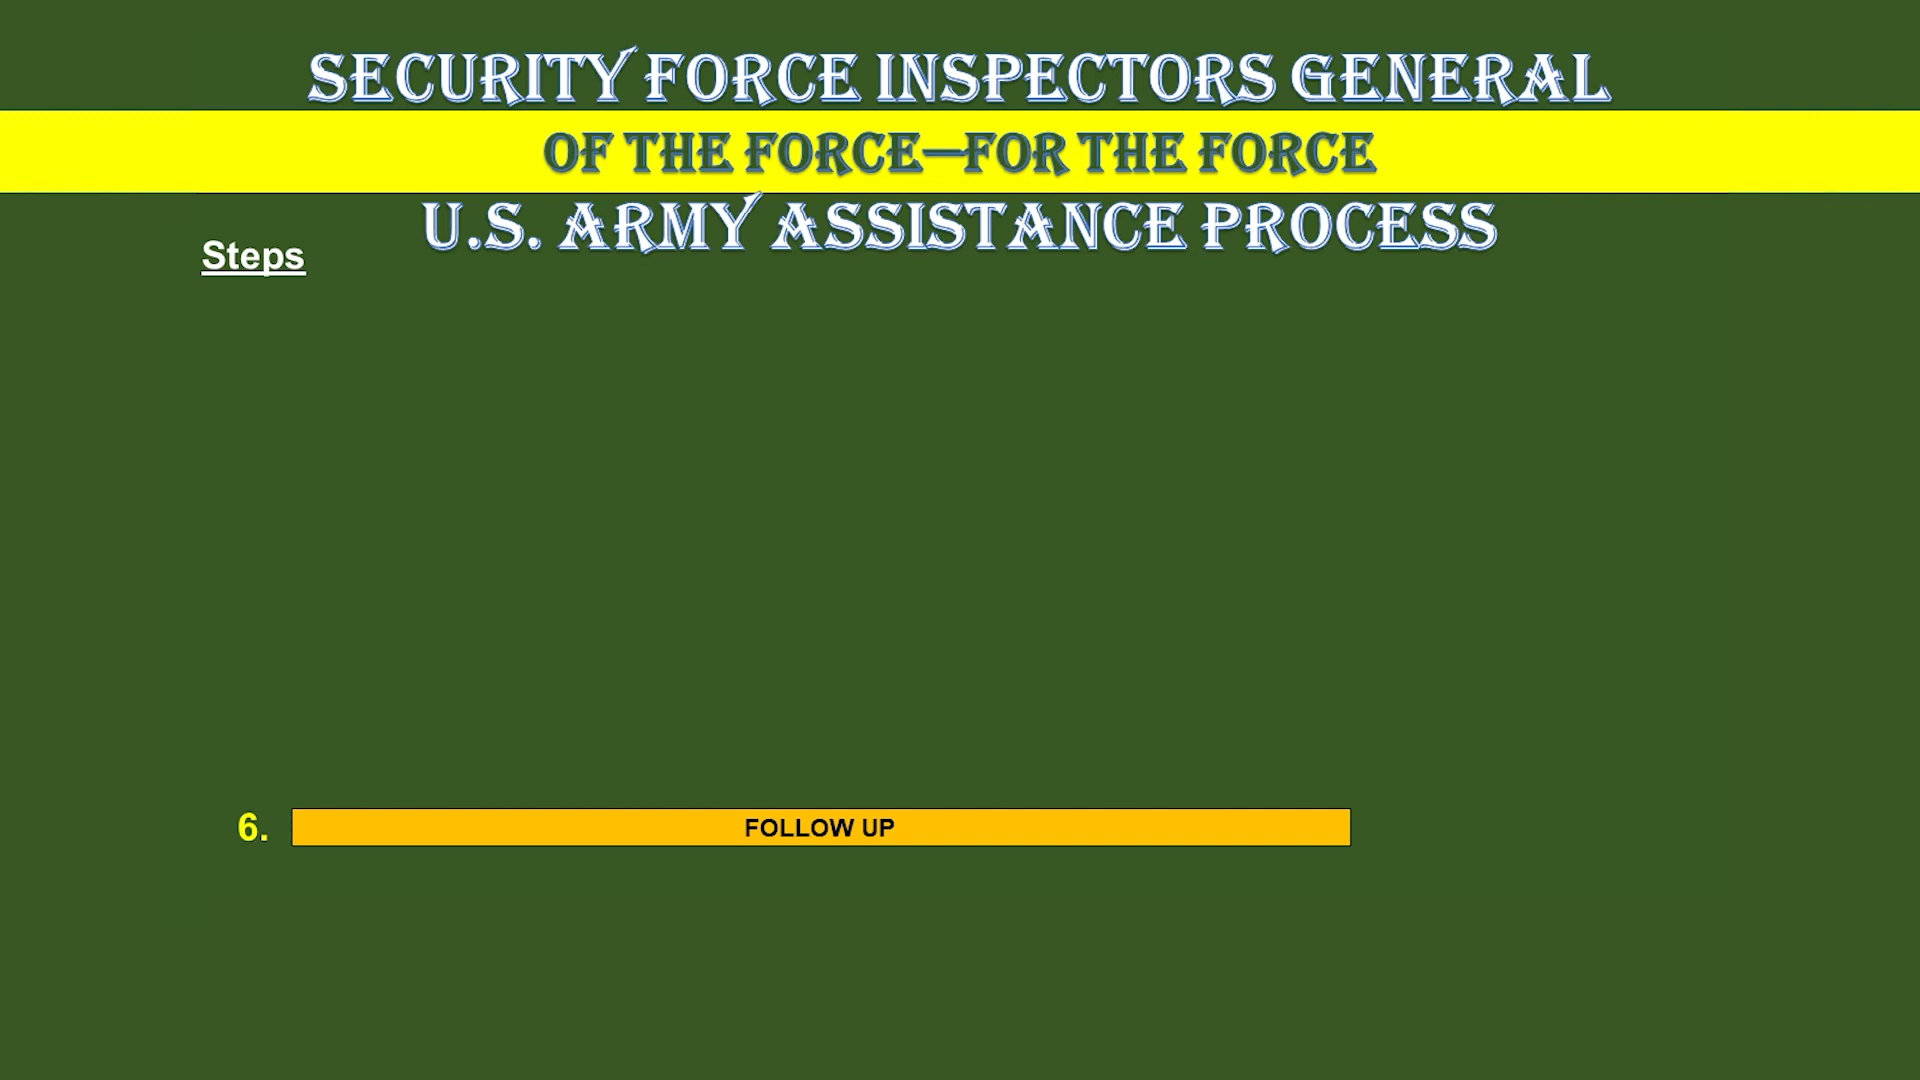 SECURITY FORCE INSPECTORS GENERAL
OF THE FORCE—FOR THE FORCE
U.S. ARMY ASSISTANCE PROCESS
Steps
6. FOLLOW UP